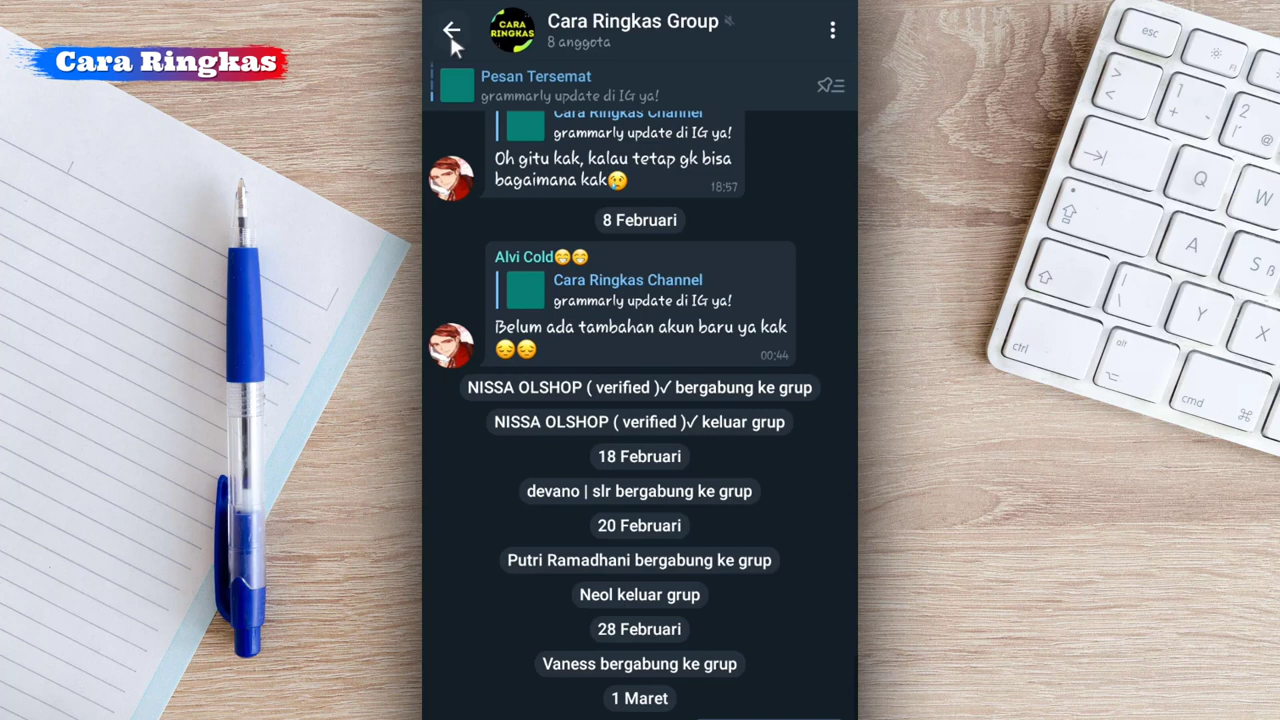 Cara Ringkas
CARA
RINGKAS
Cara Ringkas Group
8 anggota
Pesan Tersemat
grammarly update di IG ya!
Cara Ringkas Channel
grammarly update di IG ya!
Oh gitu kak, kalau tetap gk bisa
bagaimana kak😢
18:57
8 Februari
Alvi Cold😁😁
Cara Ringkas Channel
grammarly update di IG ya!
Belum ada tambahan akun baru ya kak
😔😔
00:44
NISSA OLSHOP ( verified )✓ bergabung ke grup
NISSA OLSHOP ( verified )✓ keluar grup
18 Februari
devano | slr bergabung ke grup
20 Februari
Putri Ramadhani bergabung ke grup
Neol keluar grup
28 Februari
Vaness bergabung ke grup
1 Maret
esc
Q
W
A
S
Y
X
ctrl
alt
cmd